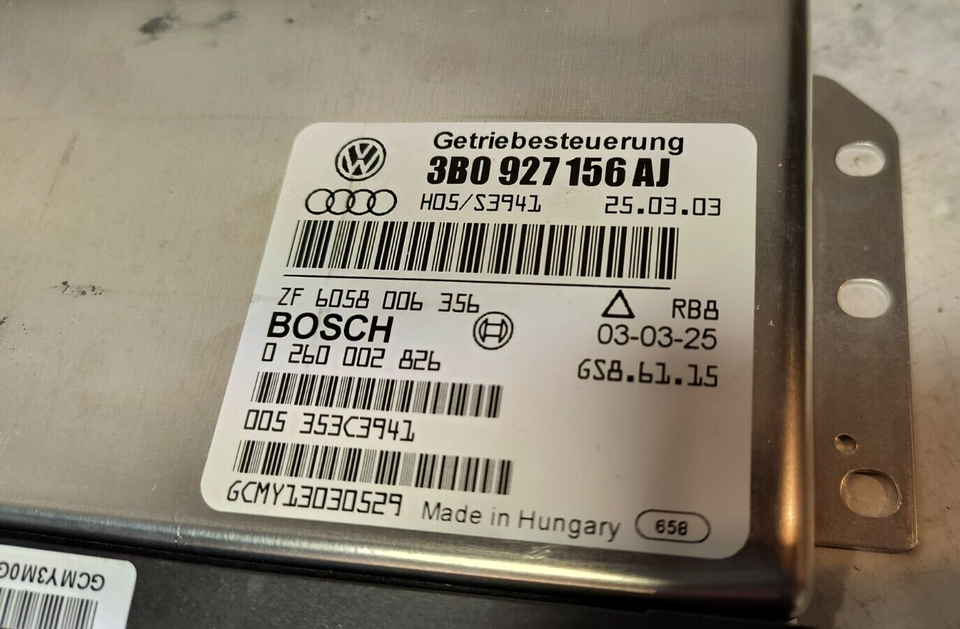 Getriebesteuerung
3B0 927 156 AJ
H05/S3941 25.03.03
ZF 6058 006 356 RB8
BOSCH 03-03-25
0 260 002 826 GS8.61.15
005 353C3941
GCMY13030529 Made in Hungary 658
GCMY3M0G